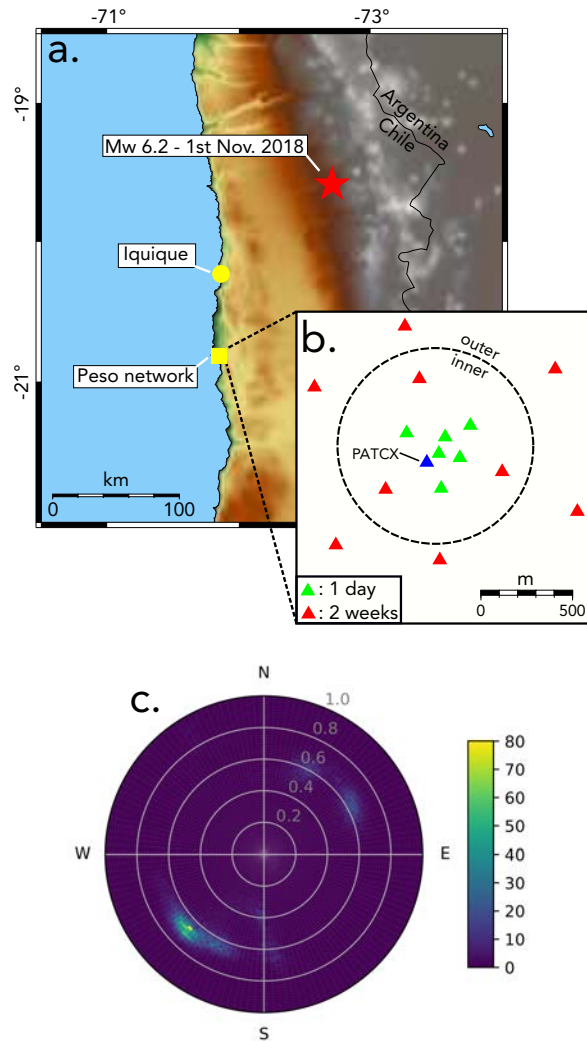 -71° -73°
a.
-19°
Argentina
Chile
Mw 6.2 - 1st Nov. 2018
Iquique
Peso network
-21°
km
0 100
b.
outer
inner
PATCX
: 1 day
: 2 weeks
m
0 500
c.
N
1.0
0.8
0.6
0.4
0.2
W
E
S
80
70
60
50
40
30
20
10
0